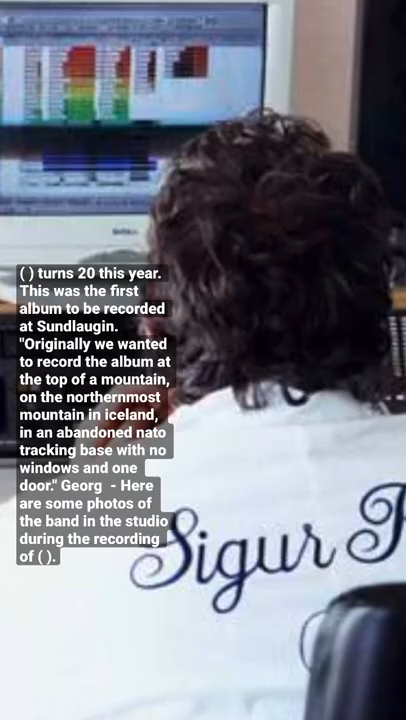 ( ) turns 20 this year.
This was the first
album to be recorded
at Sundlaugin.
"Originally we wanted
to record the album at
the top of a mountain,
on the northernmost
mountain in iceland,
in an abandoned nato
tracking base with no
windows and one
door." Georg - Here
are some photos of
the band in the studio
during the recording
of ( ).
Sigur R